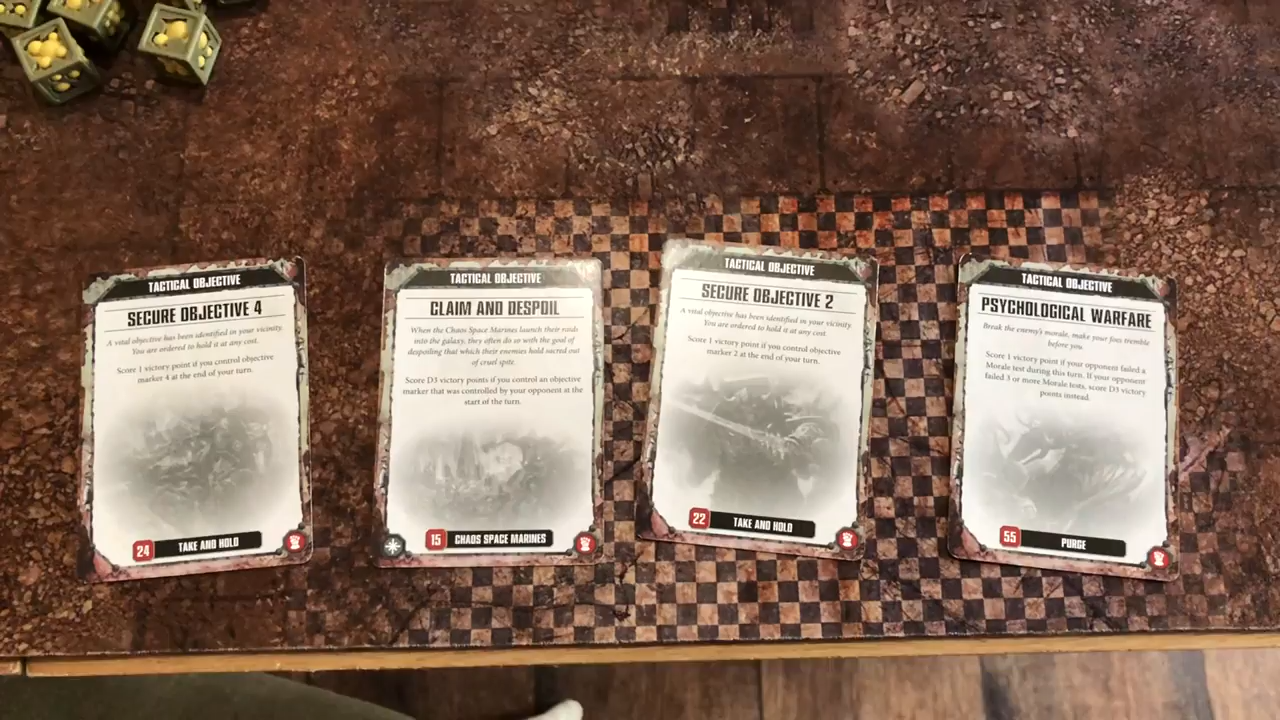 TACTICAL OBJECTIVE
SECURE OBJECTIVE 4
A vital objective has been identified in your vicinity.
You are ordered to hold it at any cost.
Score 1 victory point if you control objective
marker 4 at the end of your turn.
24
TAKE AND HOLD
TACTICAL OBJECTIVE
CLAIM AND DESPOIL
When the Chaos Space Marines launch their raids
into the galaxy, they often do so with the goal of
despoiling that which their enemies hold sacred out
of cruel spite.
Score D3 victory points if you control an objective
marker that was controlled by your opponent at the
start of the turn.
15
CHAOS SPACE MARINES
TACTICAL OBJECTIVE
SECURE OBJECTIVE 2
A vital objective has been identified in your vicinity.
You are ordered to hold it at any cost.
Score 1 victory point if you control objective
marker 2 at the end of your turn.
22
TAKE AND HOLD
TACTICAL OBJECTIVE
PSYCHOLOGICAL WARFARE
Break the enemy's morale, make your foes tremble
before you.
Score 1 victory point if your opponent failed a
Morale test during this turn. If your opponent
failed 3 or more Morale tests, score D3 victory
points instead.
55
PURGE